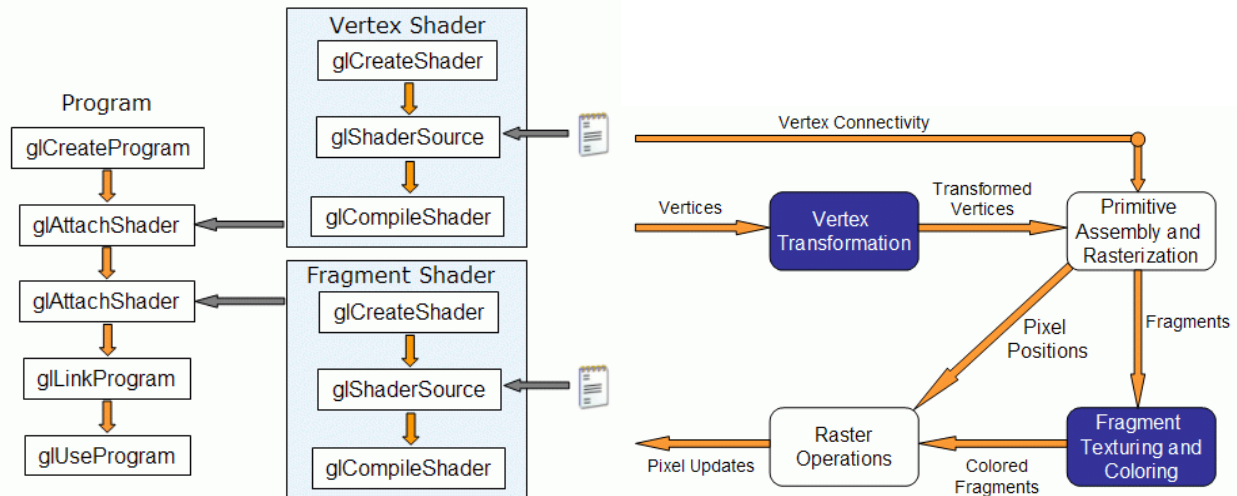 Program
glCreateProgram
glAttachShader
glAttachShader
glLinkProgram
glUseProgram
Vertex Shader
glCreateShader
glShaderSource
glCompileShader
Fragment Shader
glCreateShader
glShaderSource
glCompileShader
Vertex Connectivity
Vertices
Vertex
Transformation
Transformed
Vertices
Primitive
Assembly and
Rasterization
Pixel
Positions
Fragments
Fragment
Texturing and
Coloring
Colored
Fragments
Raster
Operations
Pixel Updates